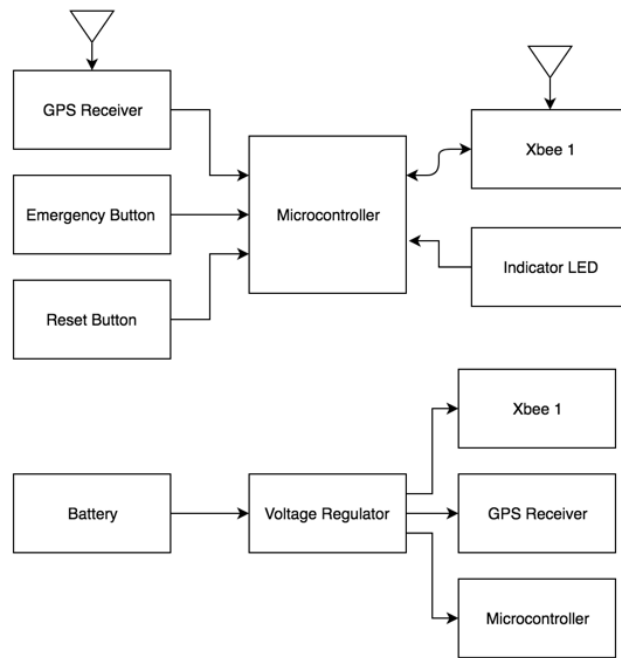 GPS Receiver
Xbee 1
Emergency Button
Microcontroller
Indicator LED
Reset Button
Xbee 1
Battery
Voltage Regulator
GPS Receiver
Microcontroller